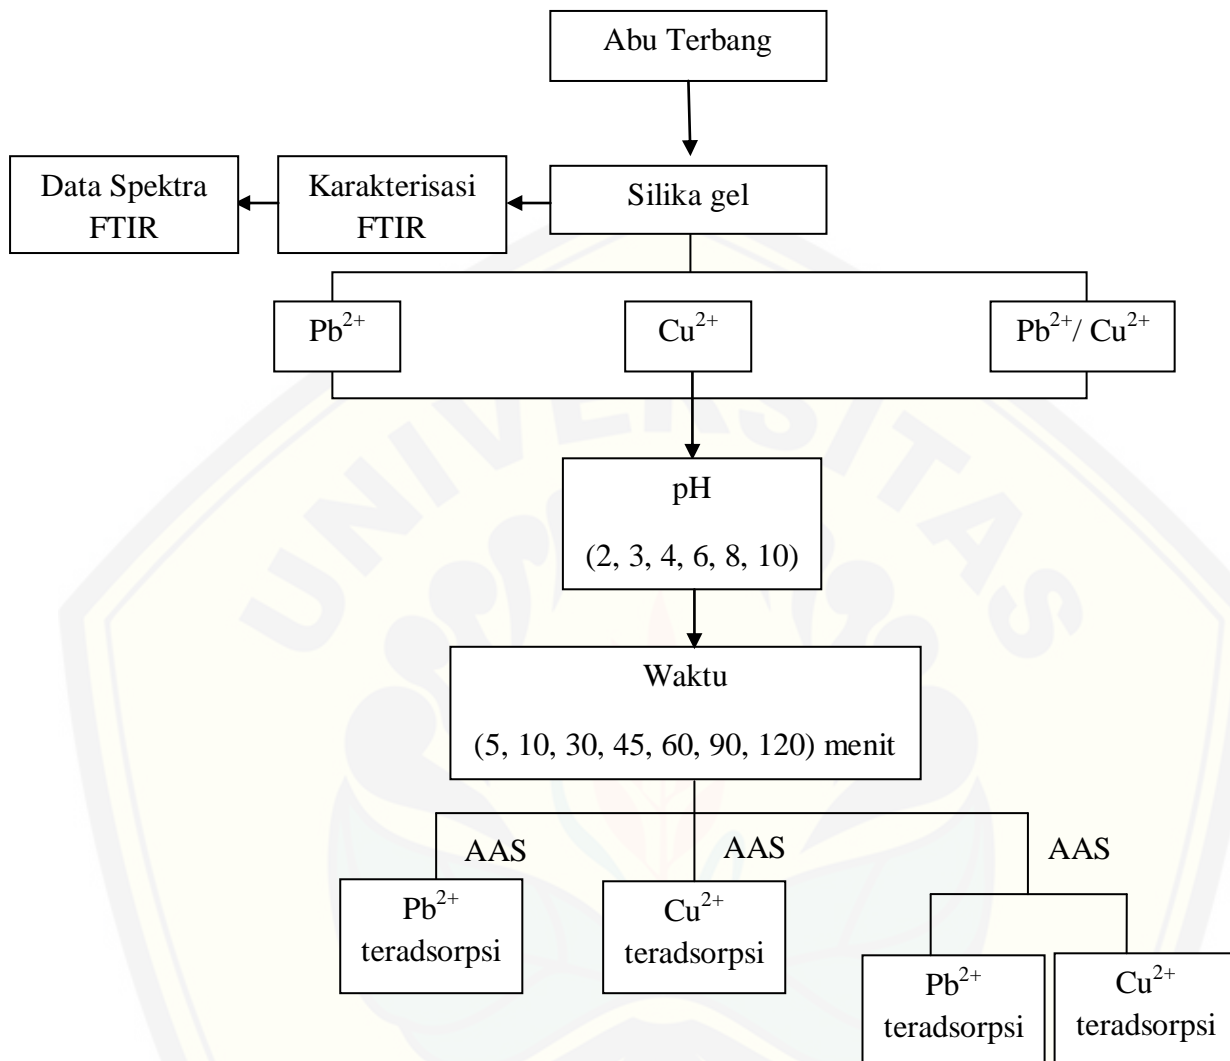 Abu Terbang
Data Spektra
FTIR
Karakterisasi
FTIR
Silika gel
Pb²⁺
Cu²⁺
Pb²⁺/ Cu²⁺
UNIVERSITAS
pH
(2, 3, 4, 6, 8, 10)
Waktu
(5, 10, 30, 45, 60, 90, 120) menit
AAS
AAS
AAS
Pb²⁺
teradsorpsi
Cu²⁺
teradsorpsi
Pb²⁺
teradsorpsi
Cu²⁺
teradsorpsi